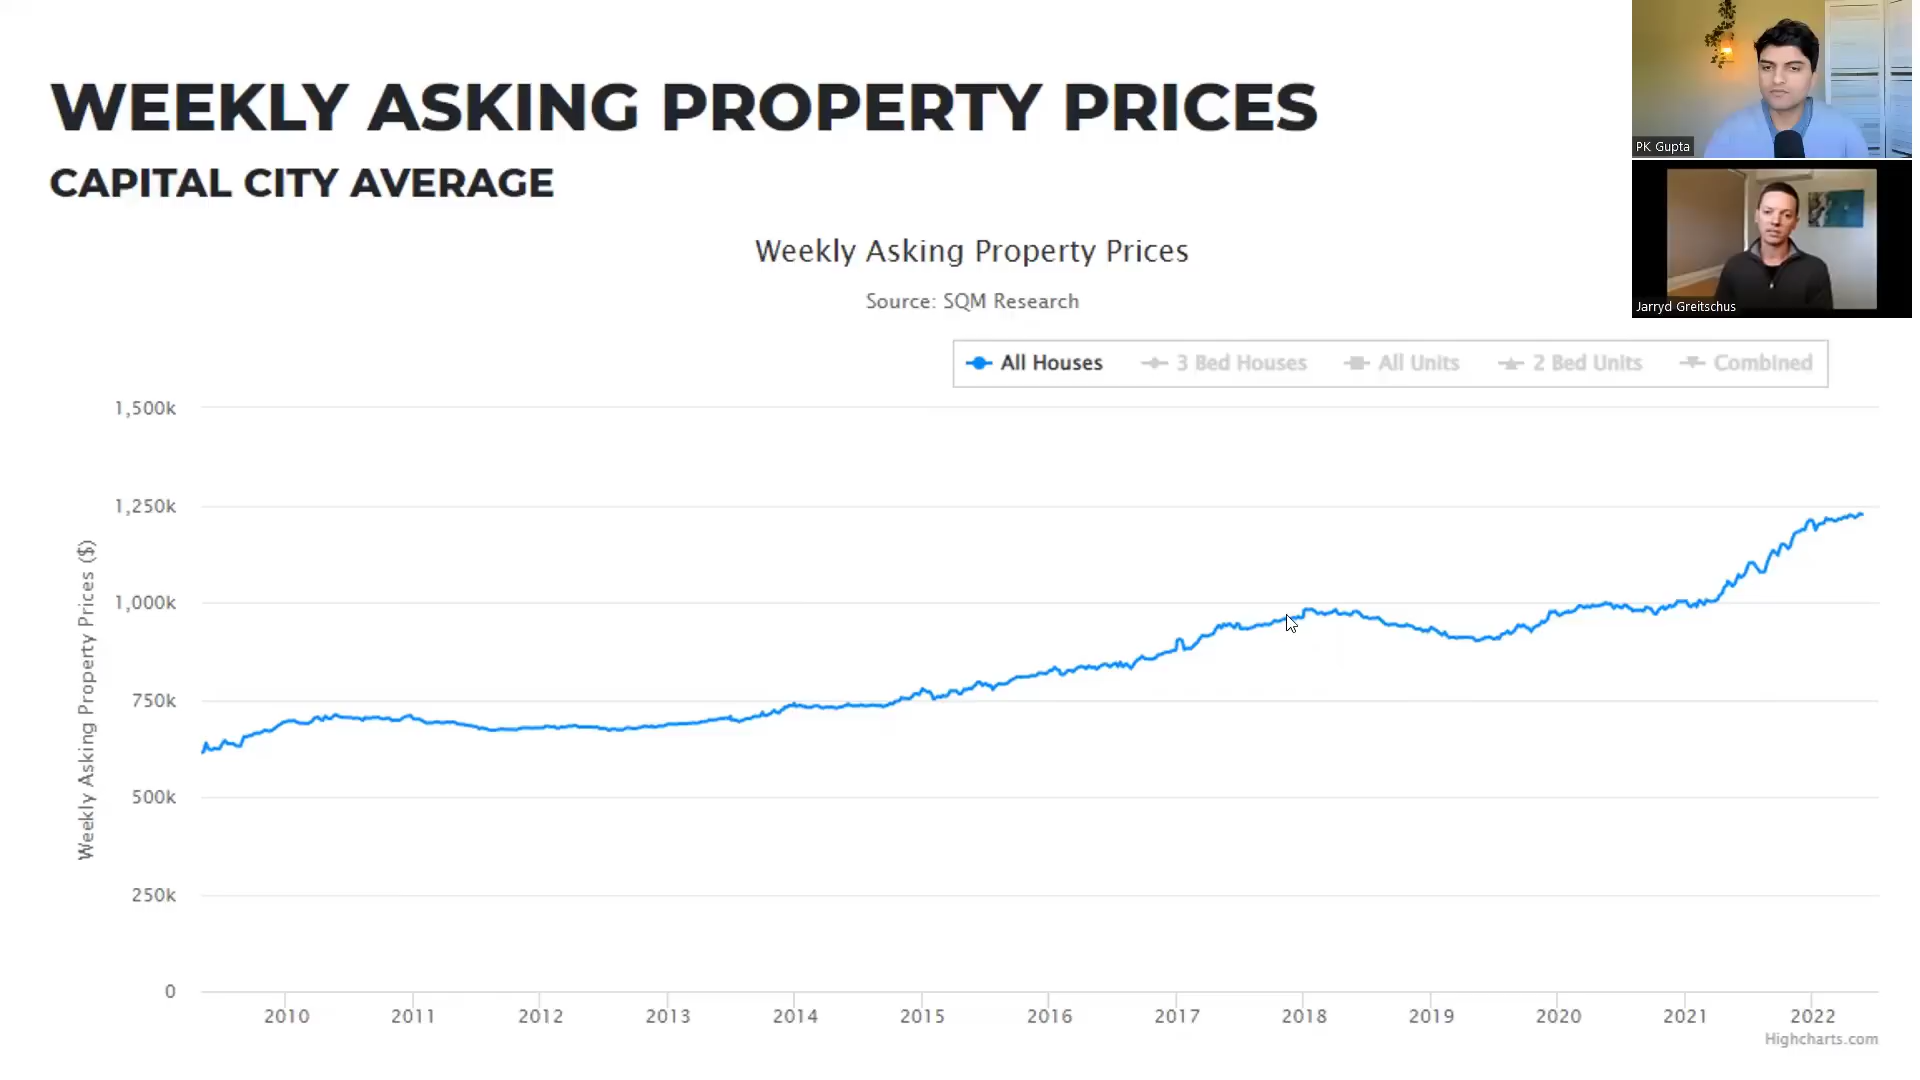 WEEKLY ASKING PROPERTY PRICES
CAPITAL CITY AVERAGE
PK Gupta
Jarryd Greitschus
Weekly Asking Property Prices
Source: SQM Research
All Houses 3 Bed Houses All Units 2 Bed Units Combined
Weekly Asking Property Prices ($)
1,500k
1,250k
1,000k
750k
500k
250k
0
2010 2011 2012 2013 2014 2015 2016 2017 2018 2019 2020 2021 2022
Highcharts.com